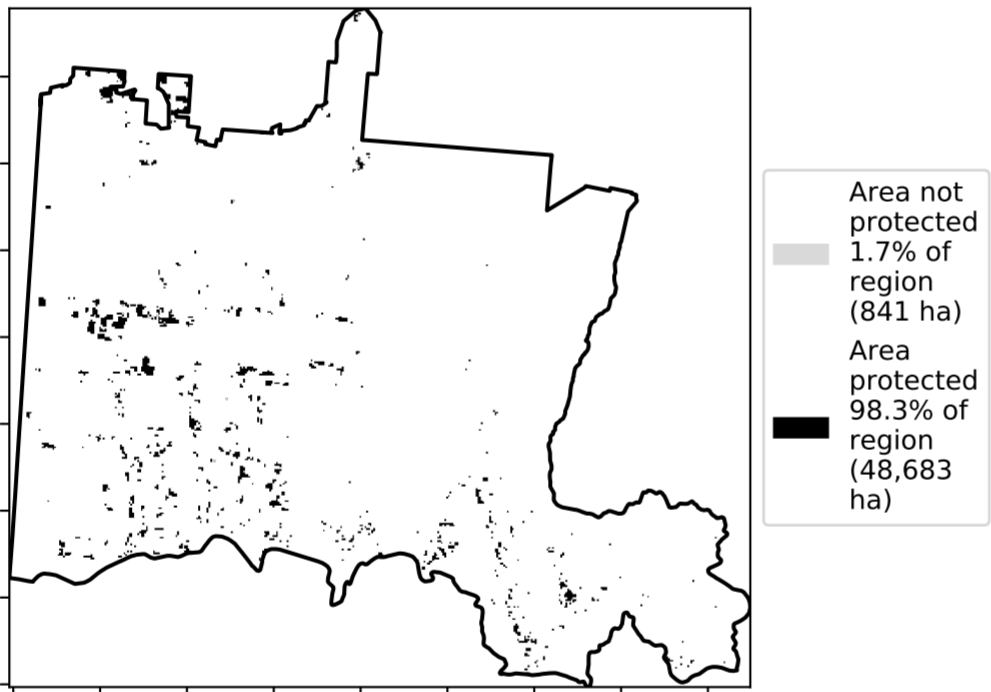 Area not
protected
1.7% of
region
(841 ha)
Area
protected
98.3% of
region
(48,683
ha)